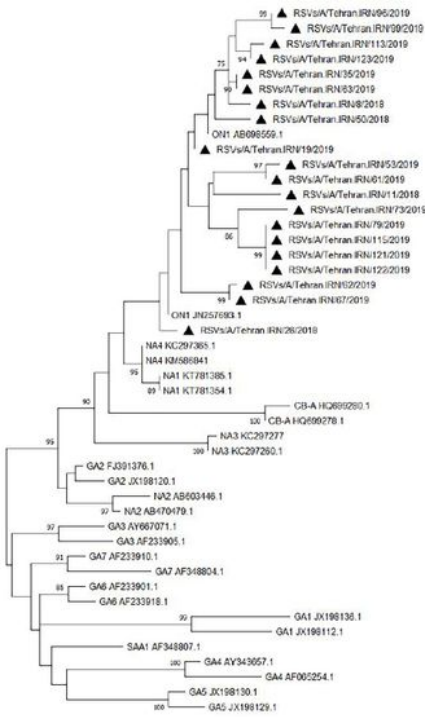 99 ▲ RSVs/A/Tehran.IRN/96/2019
▲ RSVs/A/Tehran.IRN/99/2019
▲ RSVs/A/Tehran.IRN/113/2019
94 ▲ RSVs/A/Tehran.IRN/123/2019
75
▲ RSVs/A/Tehran.IRN/35/2019
99 ▲ RSVs/A/Tehran.IRN/63/2019
▲ RSVs/A/Tehran.IRN/8/2018
▲ RSVs/A/Tehran.IRN/50/2018
ON1 AB698559.1
▲ RSVs/A/Tehran.IRN/19/2019
97 ▲ RSVs/A/Tehran.IRN/53/2019
▲ RSVs/A/Tehran.IRN/61/2019
▲ RSVs/A/Tehran.IRN/11/2018
▲ RSVs/A/Tehran.IRN/73/2019
86 ▲ RSVs/A/Tehran.IRN/79/2019
▲ RSVs/A/Tehran.IRN/115/2019
99 ▲ RSVs/A/Tehran.IRN/121/2019
▲ RSVs/A/Tehran.IRN/122/2019
▲ RSVs/A/Tehran.IRN/62/2019
99 ▲ RSVs/A/Tehran.IRN/67/2019
ON1 JN257693.1
▲ RSVs/A/Tehran.IRN/28/2018
NA4 KC297365.1
NA4 KM586841
95 NA1 KT781385.1
89 NA1 KT781354.1
90 CB-A HQ699280.1
100 CB-A HQ699278.1
NA3 KC297277
95
100 NA3 KC297260.1
GA2 FJ391376.1
GA2 JX198120.1
NA2 AB603446.1
97 NA2 AB470479.1
97 GA3 AY667071.1
GA3 AF233905.1
91 GA7 AF233910.1
GA7 AF348804.1
85 GA6 AF233901.1
GA6 AF233918.1
99 GA1 JX198136.1
GA1 JX198112.1
SAA1 AF348807.1
100 GA4 AY343657.1
GA4 AF065254.1
GA5 JX198130.1
100 GA5 JX198129.1